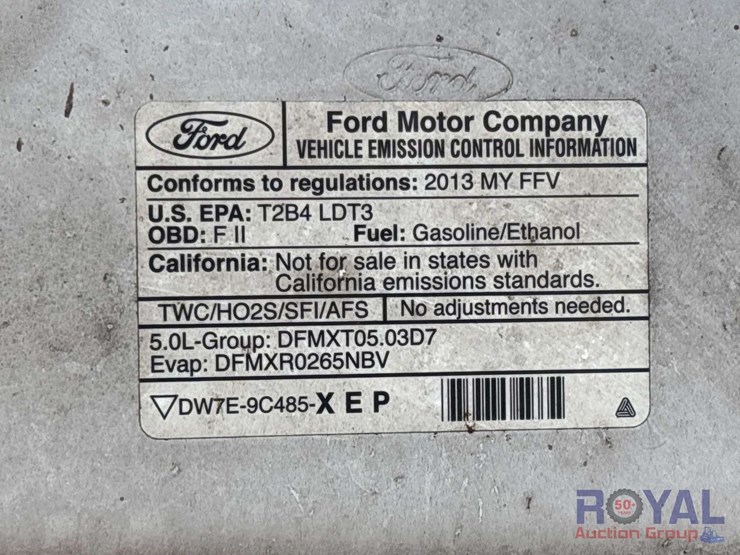 Ford
Ford
Ford Motor Company
VEHICLE EMISSION CONTROL INFORMATION
Conforms to regulations: 2013 MY FFV
U.S. EPA: T2B4 LDT3
OBD: F II Fuel: Gasoline/Ethanol
California: Not for sale in states with
California emissions standards.
TWC/HO2S/SFI/AFS No adjustments needed.
5.0L-Group: DFMXT05.03D7
Evap: DFMXR0265NBV
DW7E-9C485-XEP
ROYAL
50
Auction Group